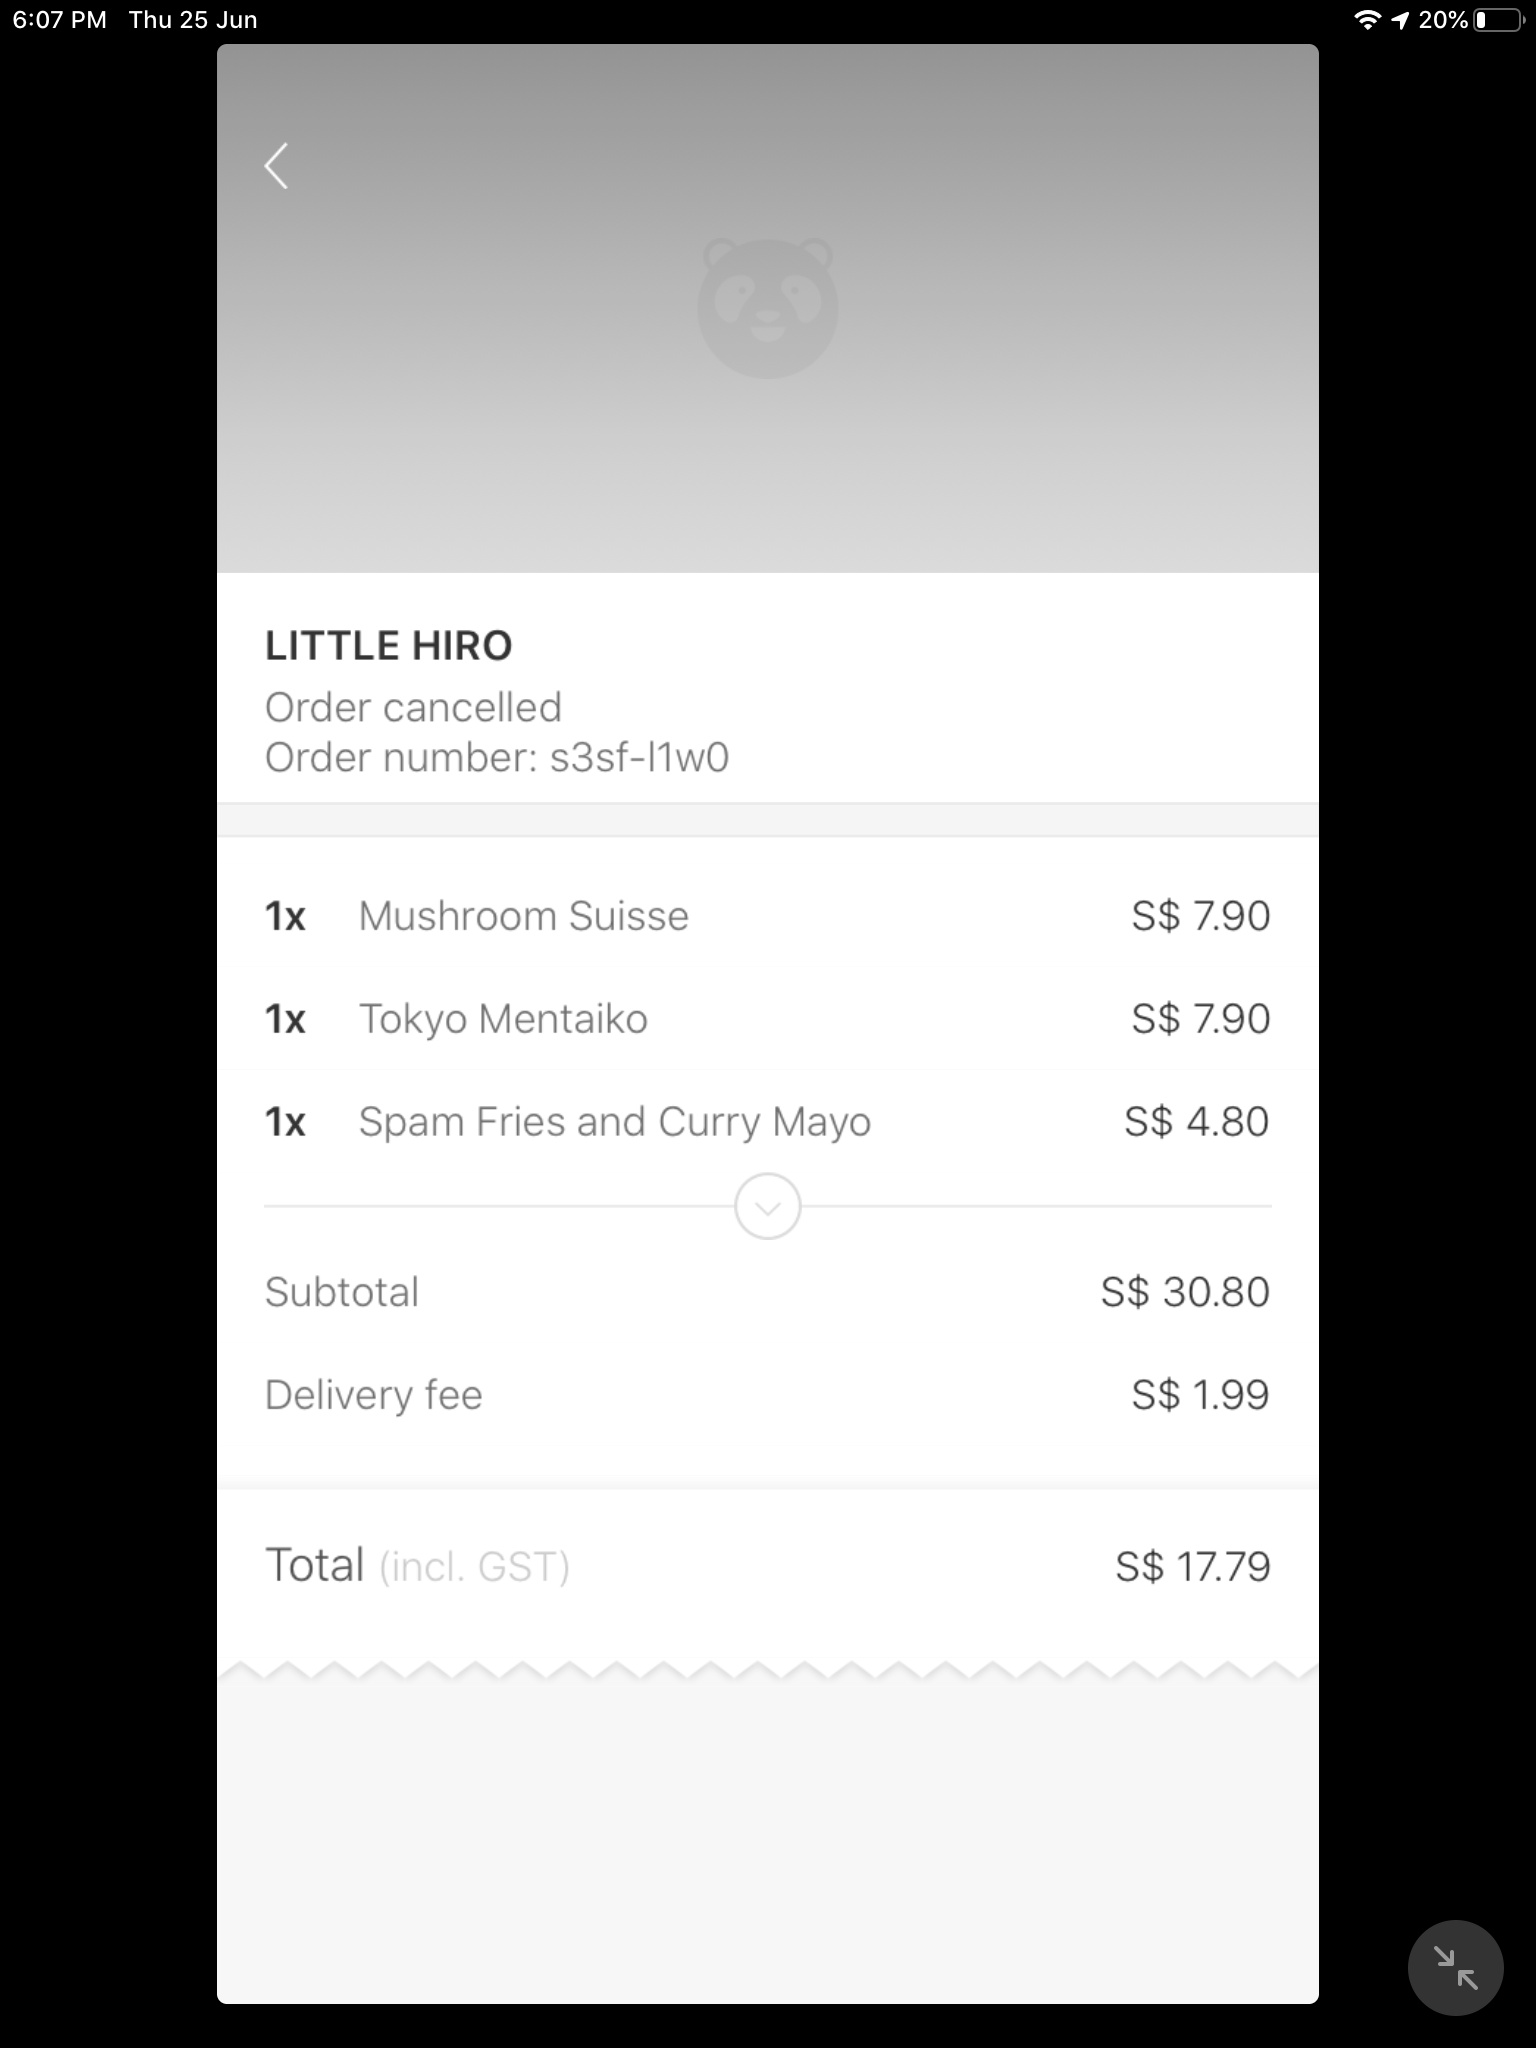 6:07 PM Thu 25 Jun 20%
LITTLE HIRO
Order cancelled
Order number: s3sf-l1w0
1x Mushroom Suisse S$ 7.90
1x Tokyo Mentaiko S$ 7.90
1x Spam Fries and Curry Mayo S$ 4.80
Subtotal S$ 30.80
Delivery fee S$ 1.99
Total (incl. GST) S$ 17.79